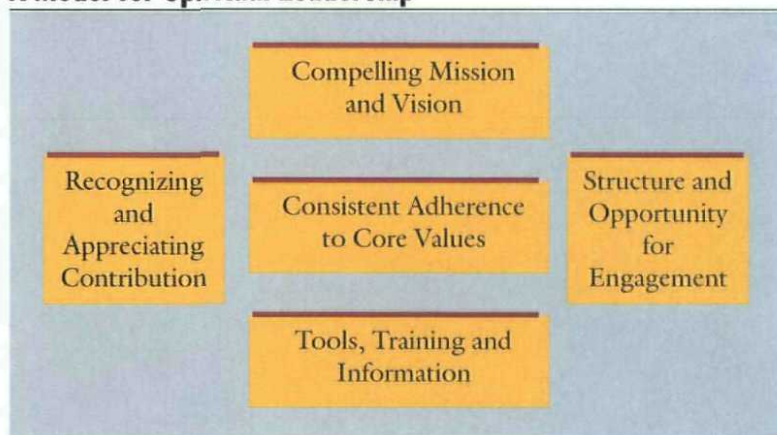 Compelling Mission
and Vision
Recognizing
and
Appreciating
Contribution
Consistent Adherence
to Core Values
Structure and
Opportunity
for
Engagement
Tools, Training and
Information